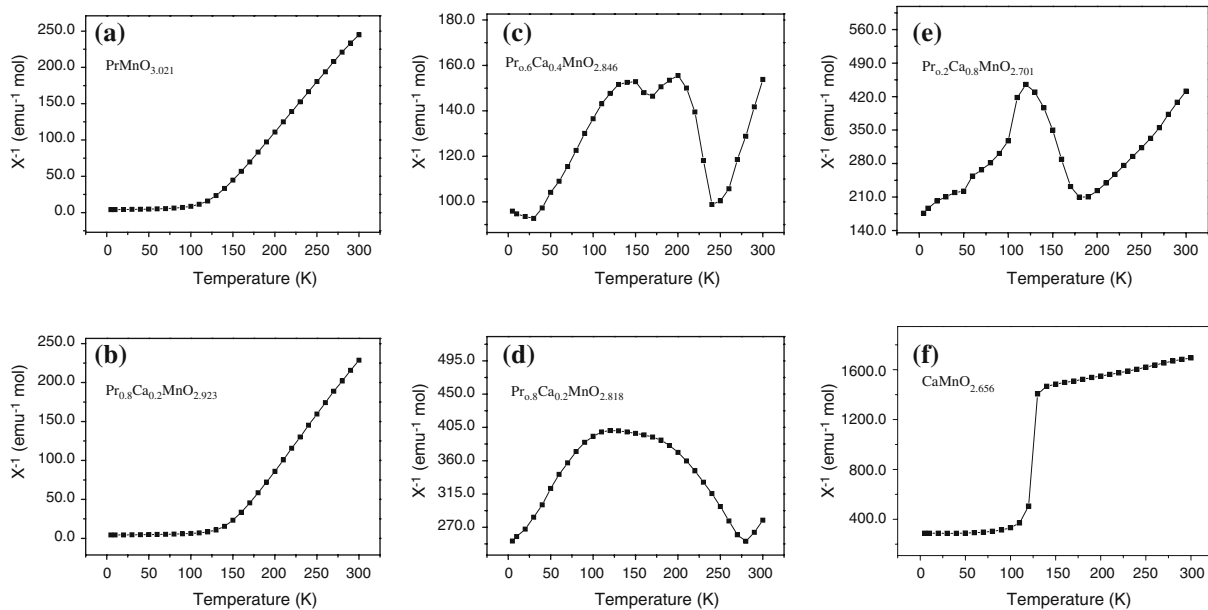 (a)
PrMnO3.021
250.0
200.0
150.0
100.0
50.0
0.0
X-1 (emu-1 mol)
0 50 100 150 200 250 300
Temperature (K)
(c)
Pro.6Ca0.4MnO2.846
180.0
160.0
140.0
120.0
100.0
X-1 (emu-1 mol)
0 50 100 150 200 250 300
Temperature (K)
(e)
Pro.2Ca0.8MnO2.701
490.0
420.0
350.0
280.0
210.0
140.0
X-1 (emu-1 mol)
0 50 100 150 200 250 300
Temperature (K)
(b)
Pr0.8Ca0.2MnO2.923
250.0
200.0
150.0
100.0
50.0
0.0
X-1 (emu-1 mol)
0 50 100 150 200 250 300
Temperature (K)
(d)
Pro.8Ca0.2MnO2.818
495.0
450.0
405.0
360.0
315.0
270.0
X-1 (emu-1 mol)
0 50 100 150 200 250 300
Temperature (K)
(f)
CaMnO2.656
1600.0
1200.0
800.0
400.0
X-1 (emu-1 mol)
0 50 100 150 200 250 300
Temperature (K)